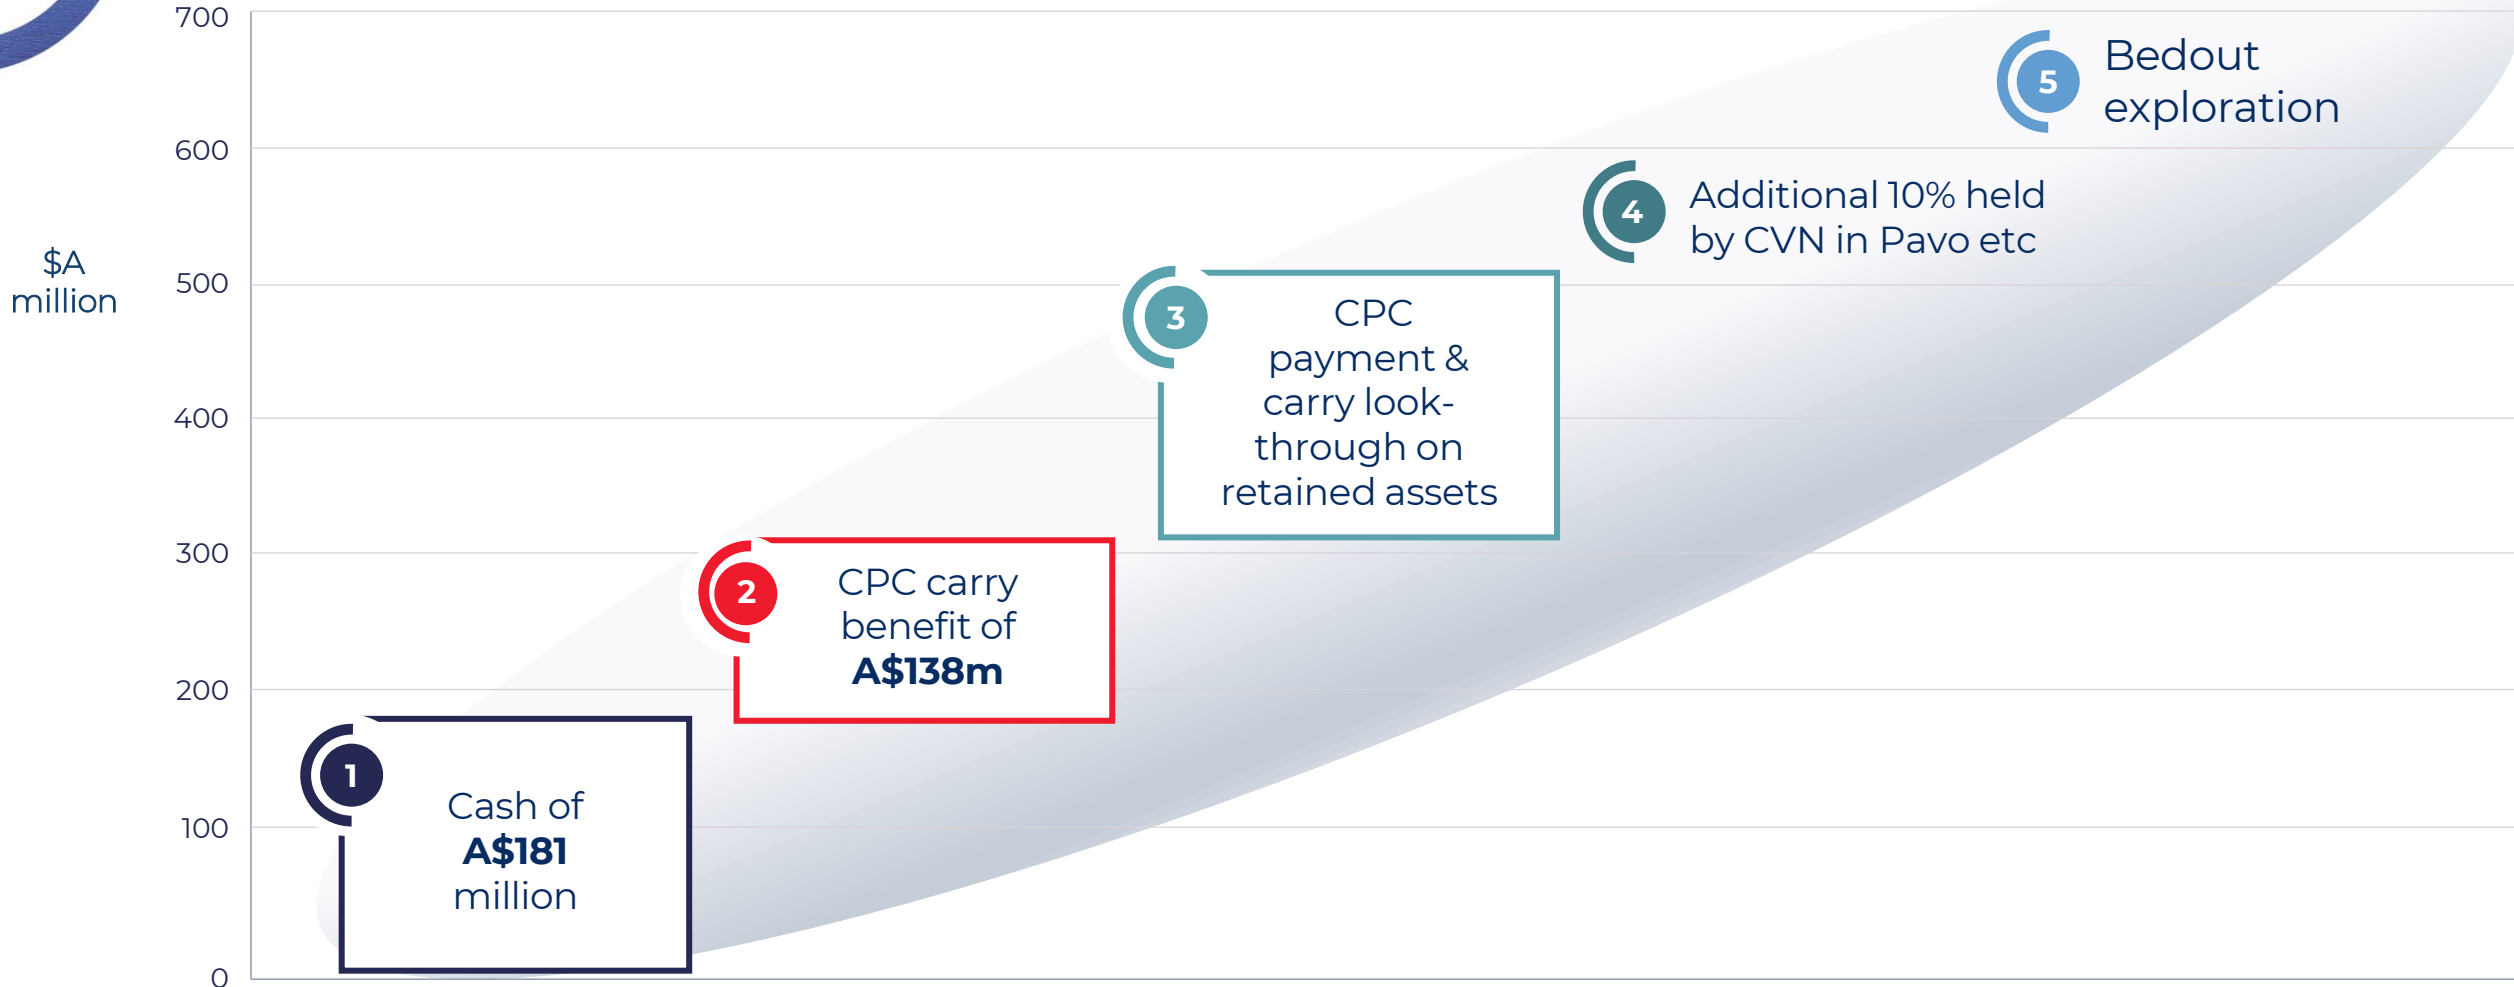 700
600
500
400
300
200
100
0
$A
million
1
Cash of
A$181
million
2
CPC carry
benefit of
A$138m
3
CPC
payment &
carry look-
through on
retained assets
4
Additional 10% held
by CVN in Pavo etc
5
Bedout
exploration